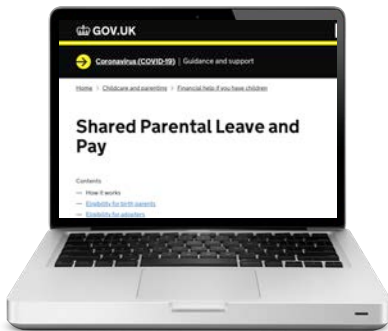 GOV.UK
Coronavirus (COVID-19) | Guidance and support
Home > Childcare and parenting > Financial help if you have children
Shared Parental Leave and
Pay
Contents
— How it works
— Eligibility for birth parents
— Eligibility for adopters